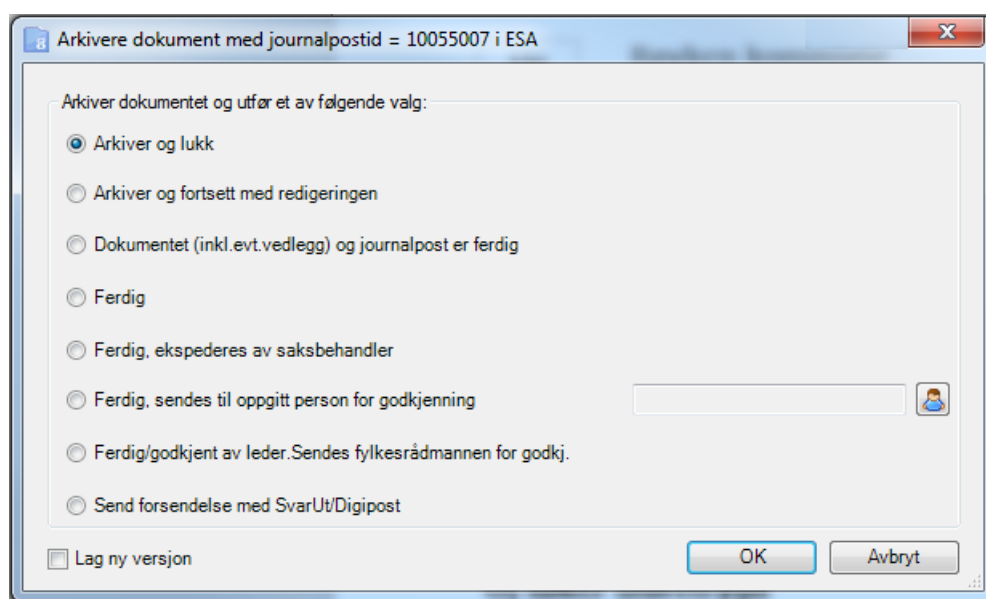 Arkivere dokument med journalpostid = 10055007 i ESA
Arkiver dokumentet og utfør et av følgende valg:
Arkiver og lukk
Arkiver og fortsett med redigeringen
Dokumentet (inkl.evt.vedlegg) og journalpost er ferdig
Ferdig
Ferdig, ekspederes av saksbehandler
Ferdig, sendes til oppgitt person for godkjenning
Ferdig/godkjent av leder.Sendes fylkesrådmannen for godkj.
Send forsendelse med SvarUt/Digipost
Lag ny versjon
OK
Avbryt